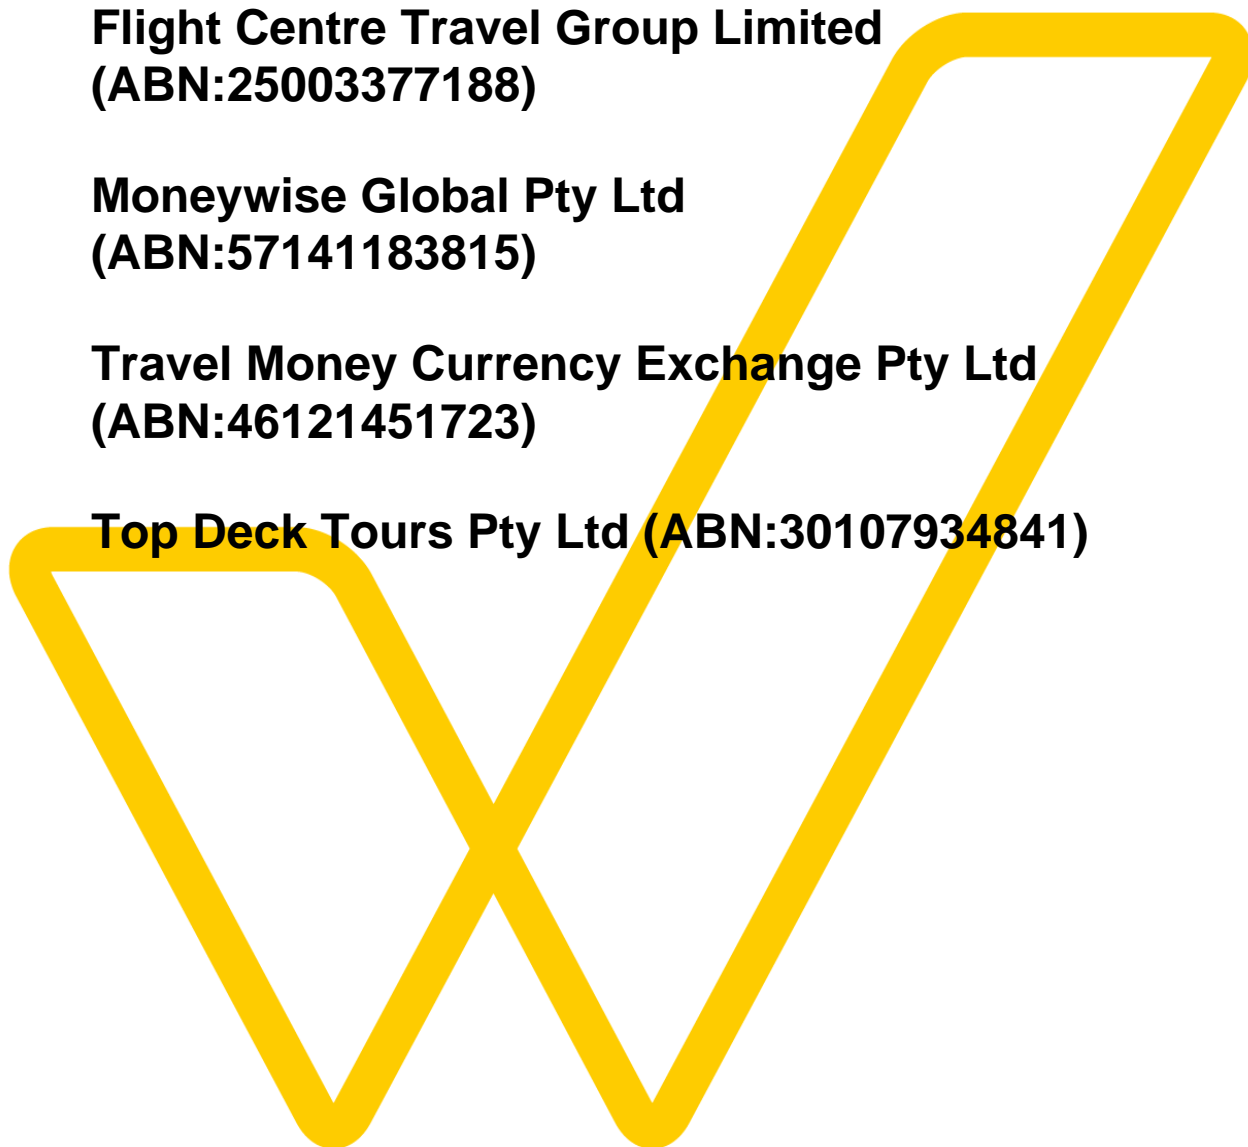 Flight Centre Travel Group Limited
(ABN:25003377188)
Moneywise Global Pty Ltd
(ABN:57141183815)
Travel Money Currency Exchange Pty Ltd
(ABN:46121451723)
Top Deck Tours Pty Ltd (ABN:30107934841)